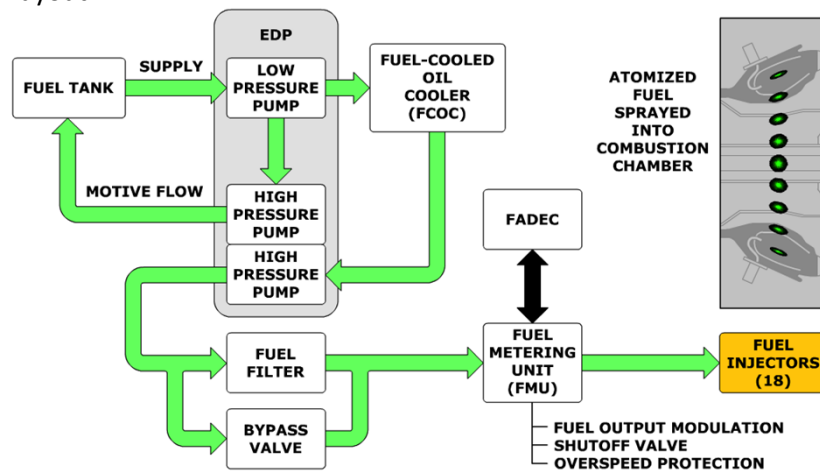 EDP
SUPPLY
FUEL TANK
LOW
PRESSURE
PUMP
FUEL-COOLED
OIL
COOLER
(FCOC)
ATOMIZED
FUEL
SPRAYED
INTO
COMBUSTION
CHAMBER
MOTIVE FLOW
HIGH
PRESSURE
PUMP
HIGH
PRESSURE
PUMP
FADEC
FUEL
FILTER
BYPASS
VALVE
FUEL
METERING
UNIT
(FMU)
FUEL
INJECTORS
(18)
FUEL OUTPUT MODULATION
SHUTOFF VALVE
OVERSPEED PROTECTION